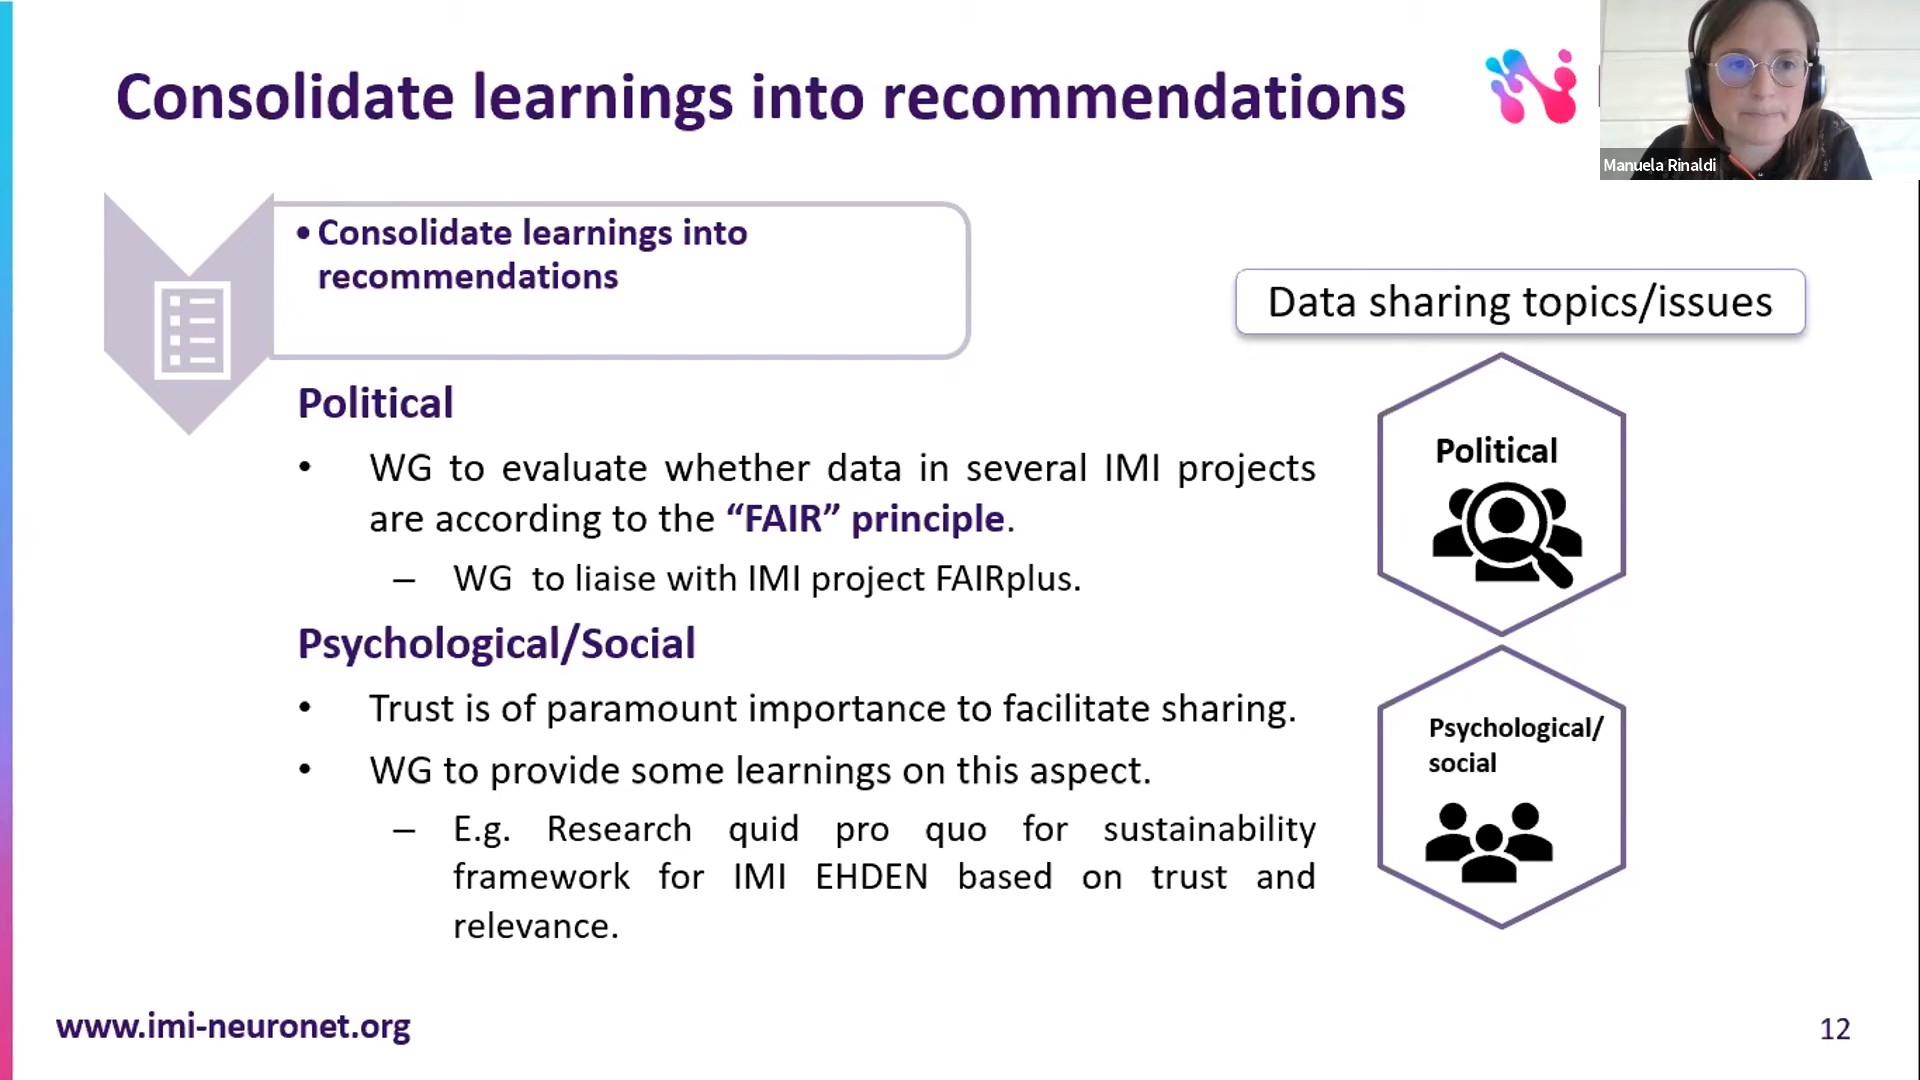 Consolidate learnings into recommendations
Manuela Rinaldi
• Consolidate learnings into
recommendations
Data sharing topics/issues
Political
• WG to evaluate whether data in several IMI projects
are according to the “FAIR” principle.
– WG to liaise with IMI project FAIRplus.
Psychological/Social
• Trust is of paramount importance to facilitate sharing.
• WG to provide some learnings on this aspect.
– E.g. Research quid pro quo for sustainability
framework for IMI EHDEN based on trust and
relevance.
Political
Psychological/
social
www.imi-neuronet.org
12